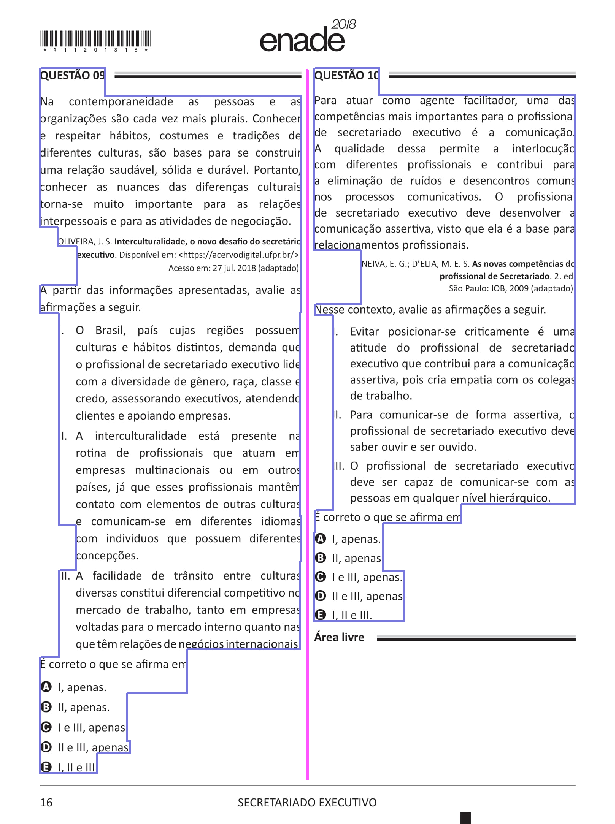 *R1120181 6*
enade 2018
QUESTÃO 09
Na contemporaneidade as pessoas e as
organizações são cada vez mais plurais. Conhecer
e respeitar hábitos, costumes e tradições de
diferentes culturas, são bases para se construir
uma relação saudável, sólida e durável. Portanto,
conhecer as nuances das diferenças culturais
torna-se muito importante para as relações
interpessoais e para as atividades de negociação.
OLIVEIRA, J. S. Interculturalidade, o novo desafio do secretário
executivo. Disponível em: <https://acervodigital.ufpr.br/>
Acesso em: 27 jul. 2018 (adaptado)
A partir das informações apresentadas, avalie as
afirmações a seguir.
I. O Brasil, país cujas regiões possuem
culturas e hábitos distintos, demanda que
o profissional de secretariado executivo lide
com a diversidade de gênero, raça, classe e
credo, assessorando executivos, atendendo
clientes e apoiando empresas.
II. A interculturalidade está presente na
rotina de profissionais que atuam em
empresas multinacionais ou em outros
países, já que esses profissionais mantêm
contato com elementos de outras culturas
e comunicam-se em diferentes idiomas
com indivíduos que possuem diferentes
concepções.
III. A facilidade de trânsito entre culturas
diversas constitui diferencial competitivo no
mercado de trabalho, tanto em empresas
voltadas para o mercado interno quanto nas
que têm relações de negócios internacionais.
É correto o que se afirma em
A I, apenas.
B II, apenas.
C I e III, apenas
D II e III, apenas
E I, II e III
QUESTÃO 10
Para atuar como agente facilitador, uma das
competências mais importantes para o profissional
de secretariado executivo é a comunicação.
A qualidade dessa permite a interlocução
com diferentes profissionais e contribui para
a eliminação de ruídos e desencontros comuns
nos processos comunicativos. O profissional
de secretariado executivo deve desenvolver a
comunicação assertiva, visto que ela é a base para
relacionamentos profissionais.
NEIVA, E. G.; D'ELIA, M. E. S. As novas competências do
profissional de Secretariado. 2. ed
São Paulo: IOB, 2009 (adaptado)
Nesse contexto, avalie as afirmações a seguir.
I. Evitar posicionar-se criticamente é uma
atitude do profissional de secretariado
executivo que contribui para a comunicação
assertiva, pois cria empatia com os colegas
de trabalho.
II. Para comunicar-se de forma assertiva, o
profissional de secretariado executivo deve
saber ouvir e ser ouvido.
III. O profissional de secretariado executivo
deve ser capaz de comunicar-se com as
pessoas em qualquer nível hierárquico.
É correto o que se afirma em
A I, apenas.
B II, apenas
C I e III, apenas.
D II e III, apenas
E I, II e III.
Área livre
16
SECRETARIADO EXECUTIVO